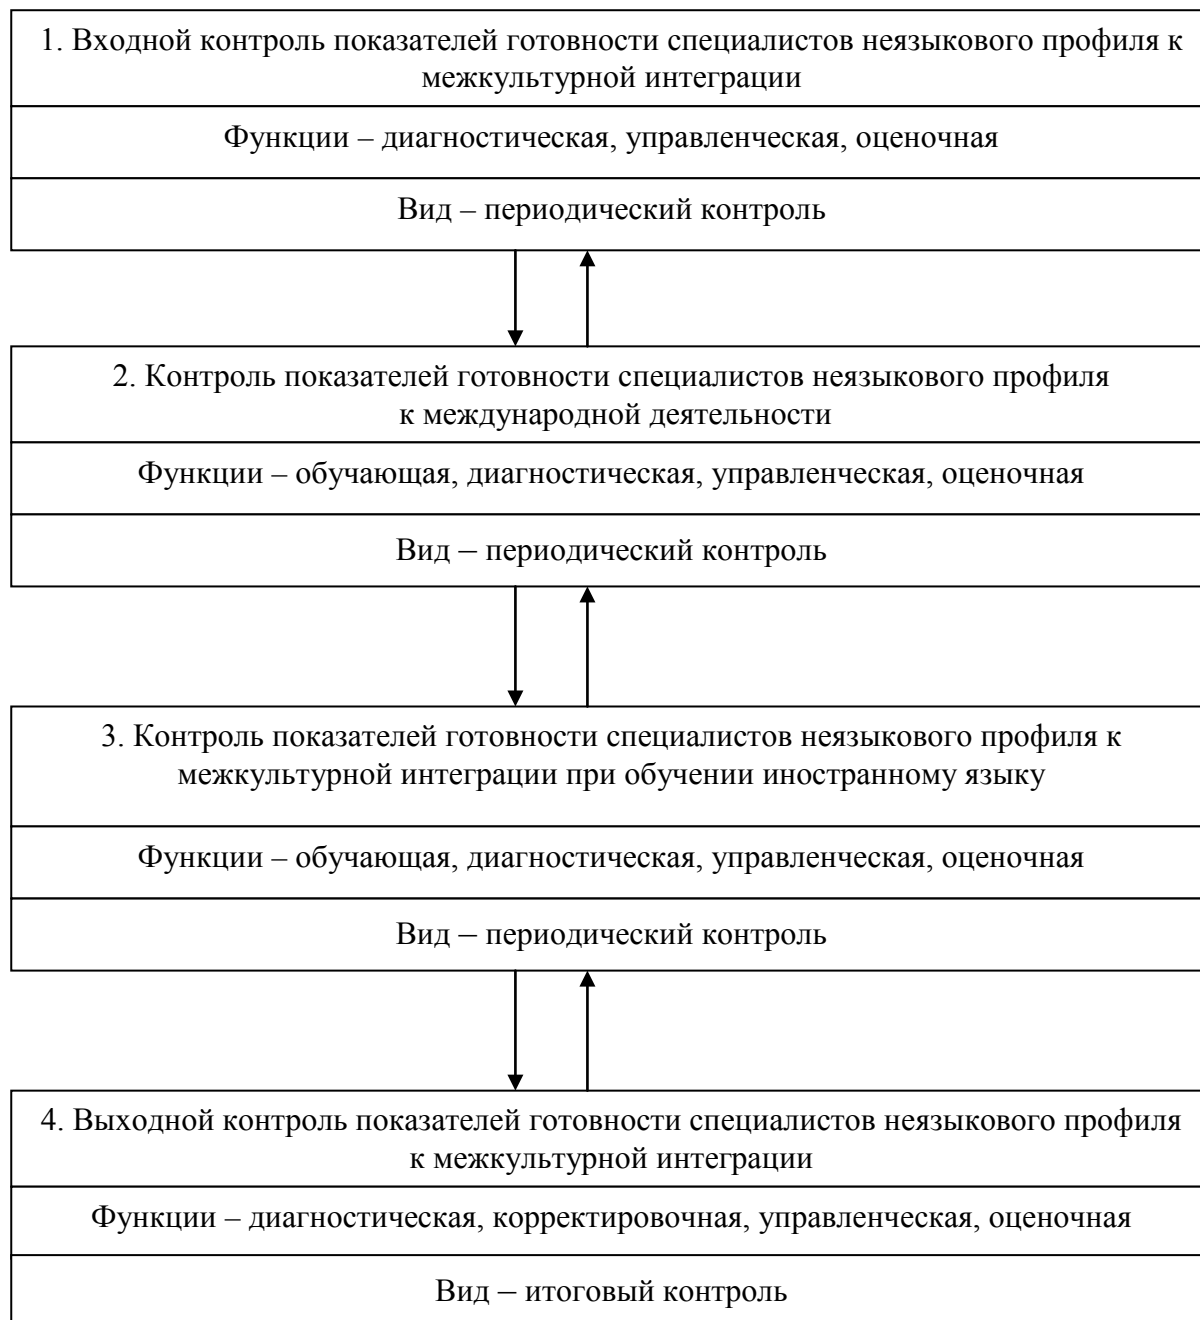 1. Входной контроль показателей готовности специалистов неязыкового профиля к
межкультурной интеграции
Функции – диагностическая, управленческая, оценочная
Вид – периодический контроль
2. Контроль показателей готовности специалистов неязыкового профиля
к международной деятельности
Функции – обучающая, диагностическая, управленческая, оценочная
Вид – периодический контроль
3. Контроль показателей готовности специалистов неязыкового профиля к
межкультурной интеграции при обучении иностранному языку
Функции – обучающая, диагностическая, управленческая, оценочная
Вид – периодический контроль
4. Выходной контроль показателей готовности специалистов неязыкового профиля
к межкультурной интеграции
Функции – диагностическая, корректировочная, управленческая, оценочная
Вид – итоговый контроль